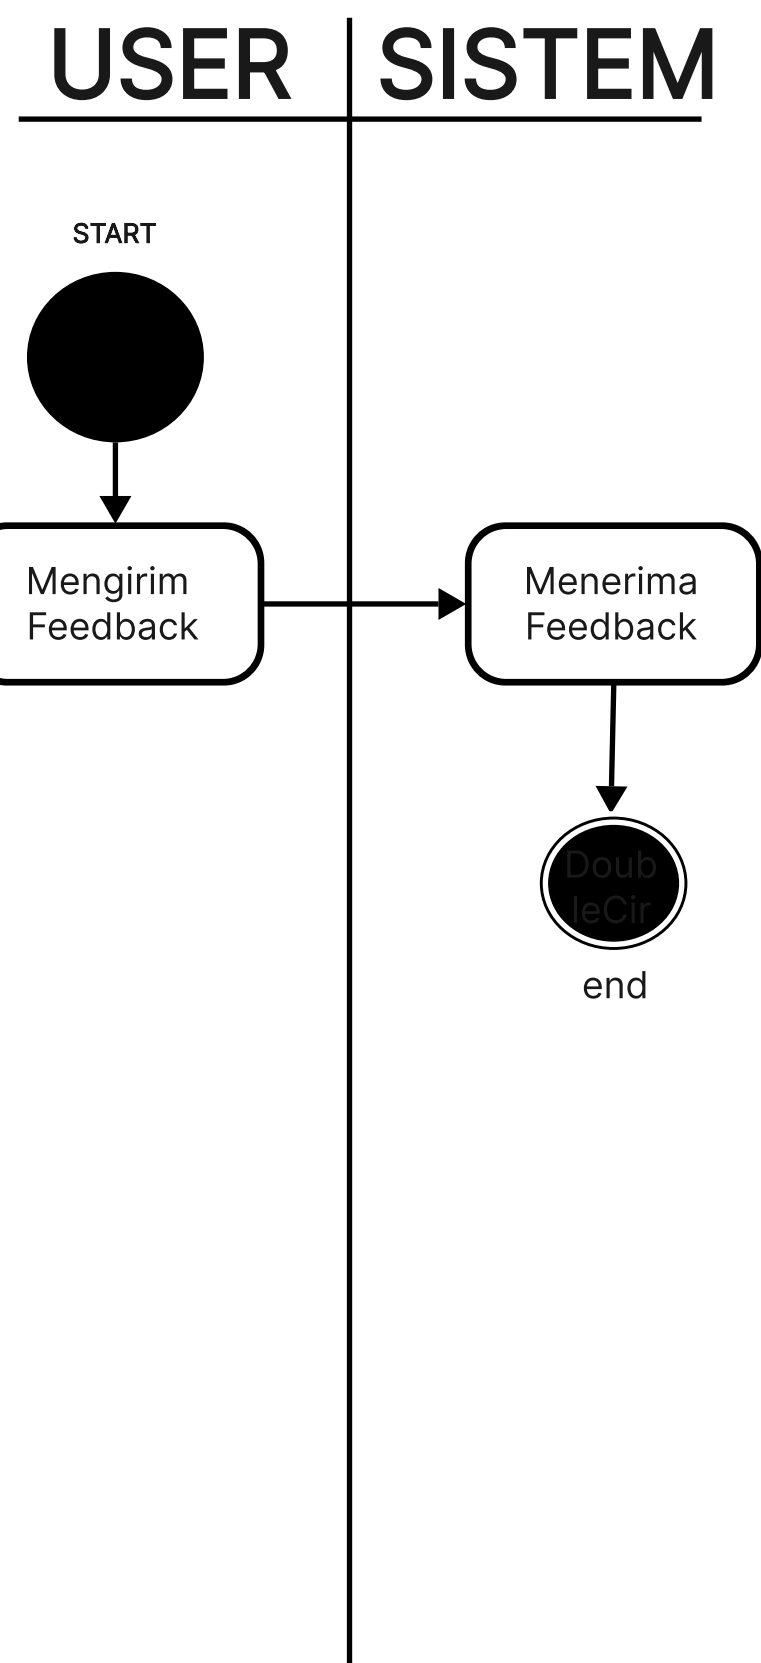 USER
SISTEM
START
Mengirim
Feedback
Menerima
Feedback
Doub
leCir
end